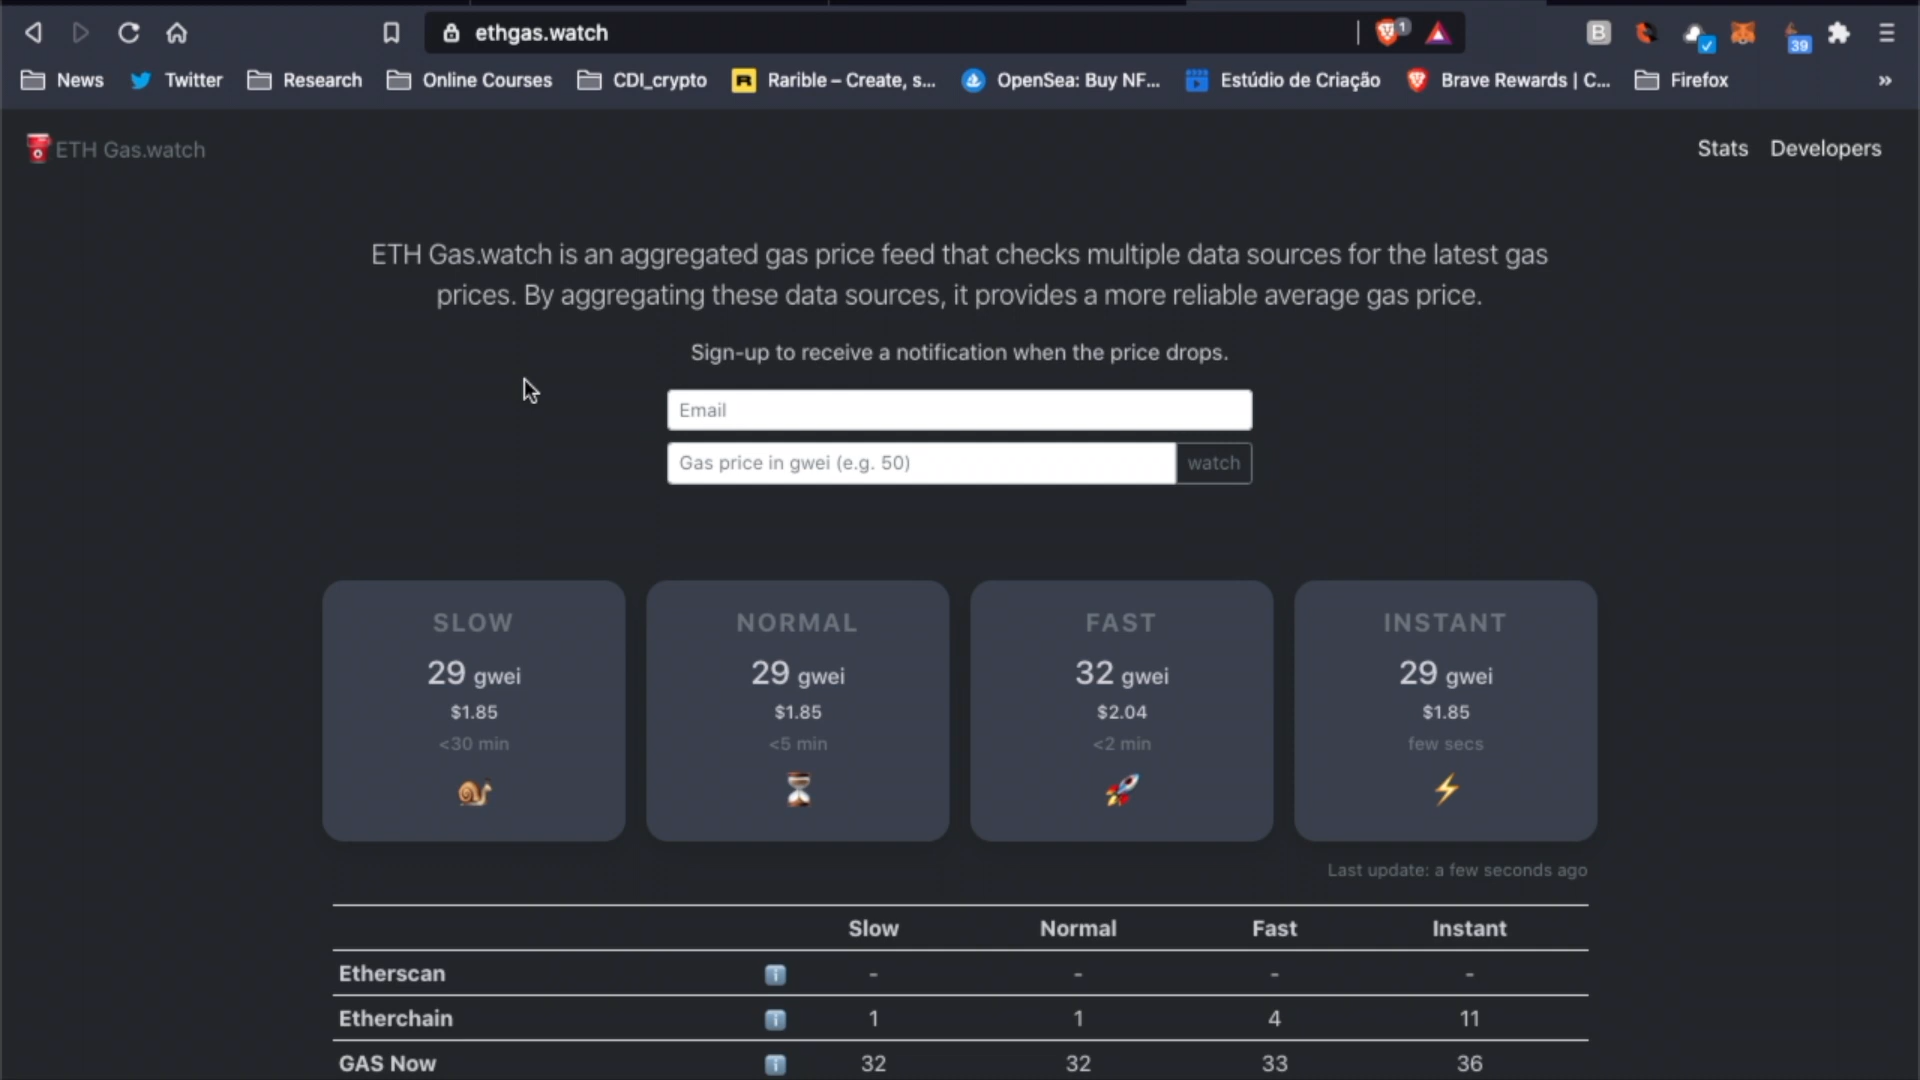 ethgas.watch
1
B
39
News
Twitter
Research
Online Courses
CDI_crypto
R
Rarible – Create, s...
OpenSea: Buy NF...
Estúdio de Criação
Brave Rewards | C...
Firefox
»
ETH Gas.watch
Stats
Developers
ETH Gas.watch is an aggregated gas price feed that checks multiple data sources for the latest gas
prices. By aggregating these data sources, it provides a more reliable average gas price.
Sign-up to receive a notification when the price drops.
Email
Gas price in gwei (e.g. 50)
watch
SLOW
29 gwei
$1.85
<30 min
NORMAL
29 gwei
$1.85
<5 min
FAST
32 gwei
$2.04
<2 min
INSTANT
29 gwei
$1.85
few secs
Last update: a few seconds ago
Slow Normal Fast Instant
Etherscan i - - - -
Etherchain i 1 1 4 11
GAS Now i 32 32 33 36